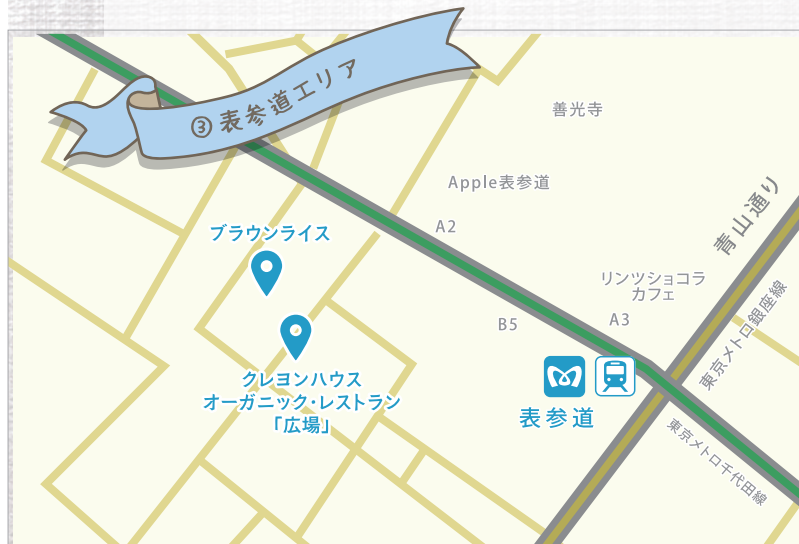 ③表参道エリア
善光寺
Apple表参道
青山通り
A2
ブラウンライス
リンツショコラ
カフェ
東京メトロ銀座線
B5
A3
クレヨンハウス
オーガニック・レストラン
「広場」
表参道
東京メトロ千代田線